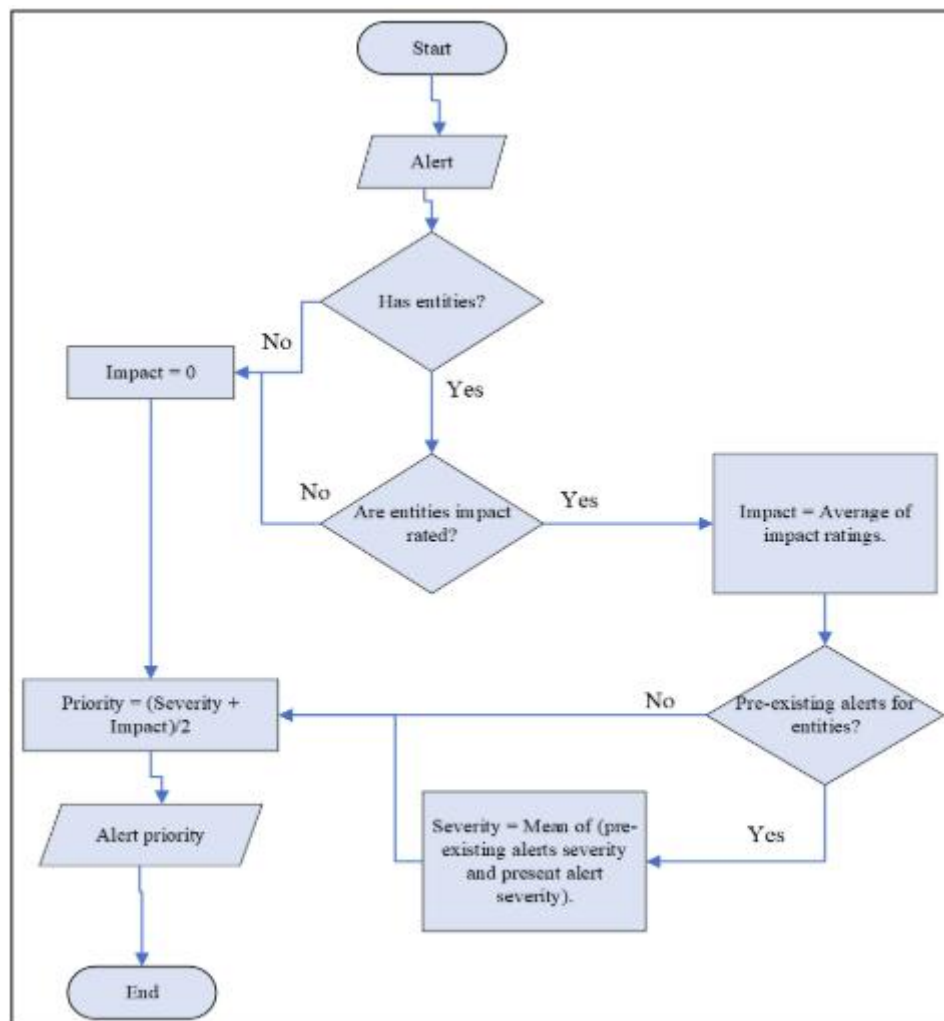 Start
Alert
Has entities?
No
Impact = 0
Yes
No
Are entities impact
rated?
Yes
Impact = Average of
impact ratings.
Priority = (Severity +
Impact)/2
No
Pre-existing alerts for
entities?
Alert priority
Severity = Mean of (pre-
existing alerts severity
and present alert
severity).
Yes
End